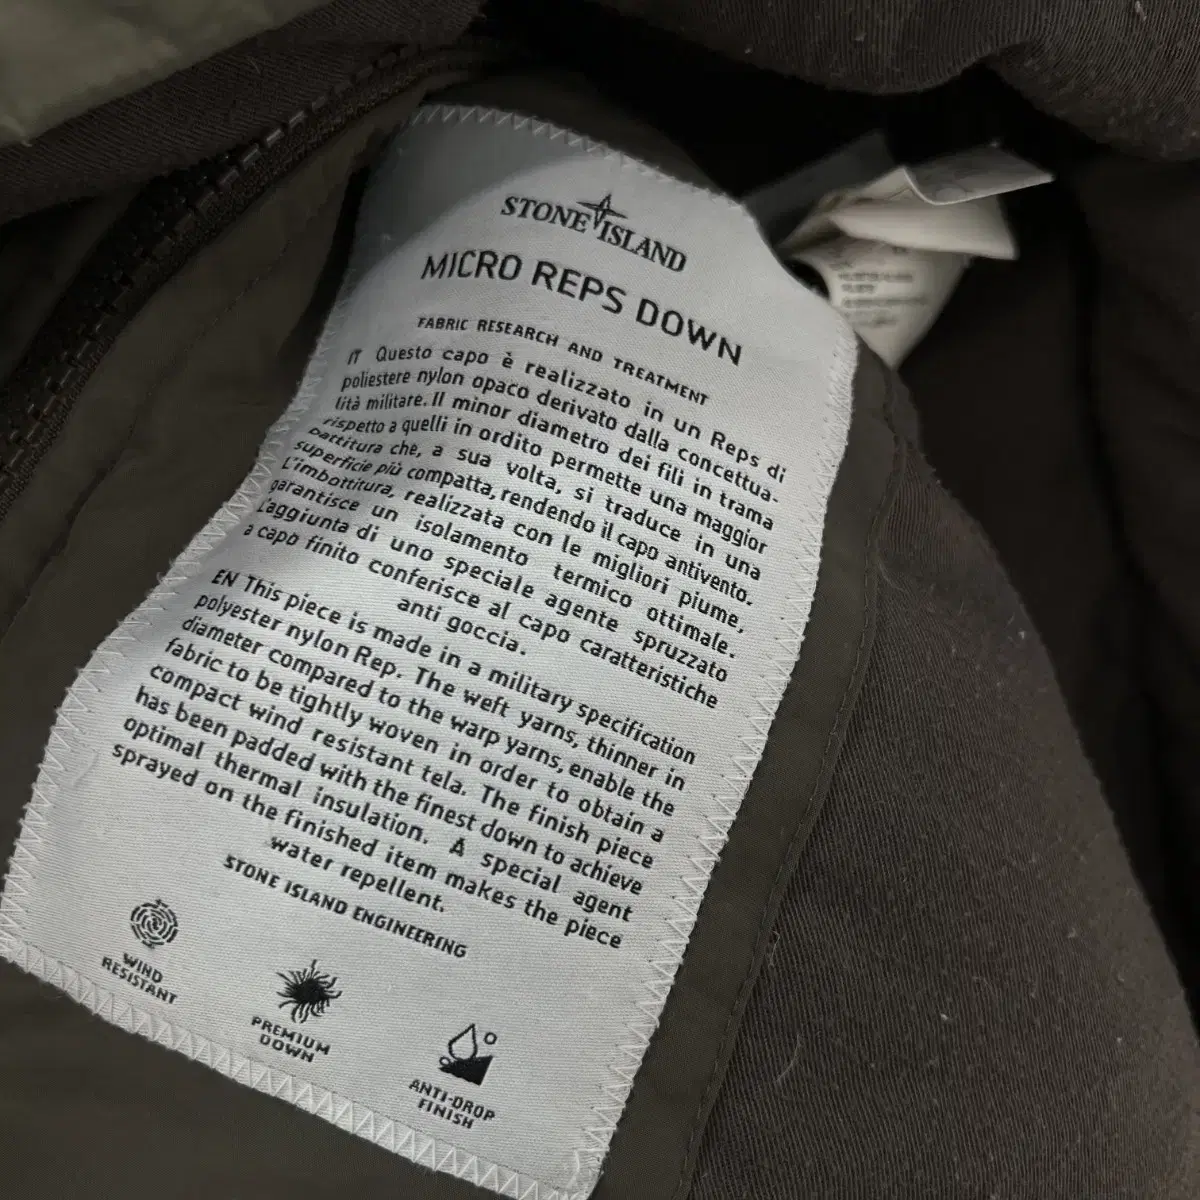 STONE ISLAND
MICRO REPS DOWN
FABRIC RESEARCH AND TREATMENT
IT Questo capo è realizzato in un Reps di
poliestere nylon opaco derivato dalla concettua-
lità militare. Il minor diametro dei fili in trama
rispetto a quelli in ordito permette una maggior
battitura che, a sua volta, si traduce in una
superficie più compatta, rendendo il capo antivento.
L'imbottitura, realizzata con le migliori piume,
garantisce un isolamento termico ottimale.
L'aggiunta di uno speciale agente spruzzato
a capo finito conferisce al capo caratteristiche
anti goccia.
EN This piece is made in a military specification
polyester nylon Rep. The weft yarns, thinner in
diameter compared to the warp yarns, enable the
fabric to be tightly woven in order to obtain a
compact wind resistant tela. The finish piece
has been padded with the finest down to achieve
optimal thermal insulation. A special agent
sprayed on the finished item makes the piece
water repellent.
STONE ISLAND ENGINEERING
WIND
RESISTANT
PREMIUM
DOWN
ANTI-DROP
FINISH